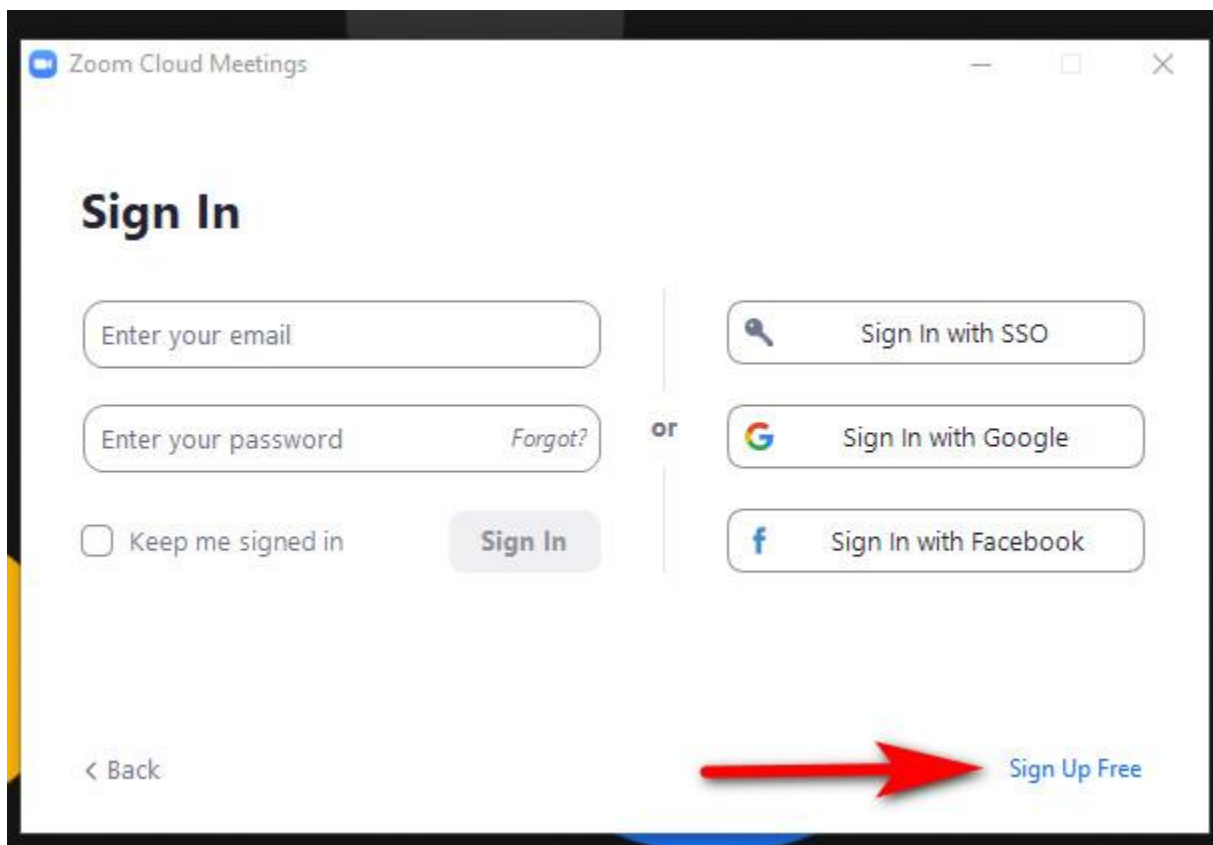 Zoom Cloud Meetings
Sign In
Enter your email
Enter your password Forgot?
Keep me signed in Sign In
or
Sign In with SSO
Sign In with Google
Sign In with Facebook
< Back
Sign Up Free